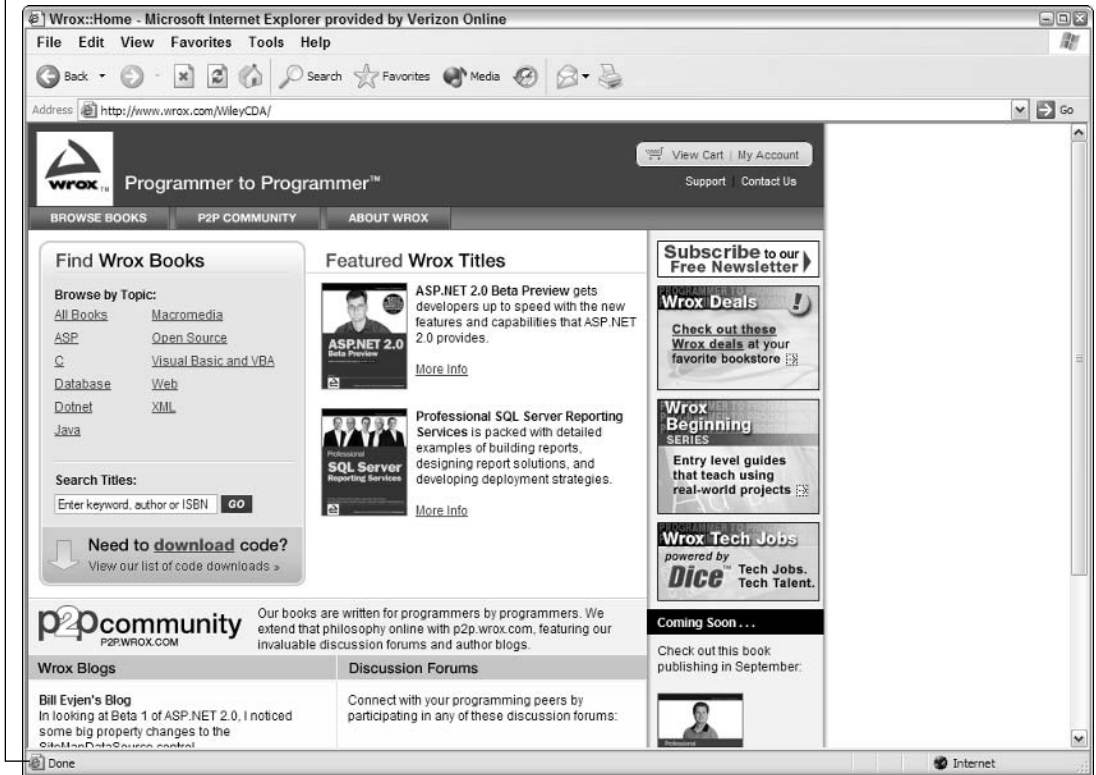 Wrox::Home - Microsoft Internet Explorer provided by Verizon Online
File Edit View Favorites Tools Help
Back Search Favorites Media
Address http://www.wrox.com/WileyCDA/ Go
wrox™ Programmer to Programmer™
View Cart | My Account
Support Contact Us
BROWSE BOOKS P2P COMMUNITY ABOUT WROX
Find Wrox Books
Browse by Topic:
All Books Macromedia
ASP Open Source
C Visual Basic and VBA
Database Web
Dotnet XML
Java
Search Titles:
Enter keyword, author or ISBN GO
Need to download code?
View our list of code downloads »
Featured Wrox Titles
ASP.NET 2.0
Beta Preview
ASP.NET 2.0 Beta Preview gets
developers up to speed with the new
features and capabilities that ASP.NET
2.0 provides.
More Info
Professional
SQL Server
Reporting Services
Professional SQL Server Reporting
Services is packed with detailed
examples of building reports,
designing report solutions, and
developing deployment strategies.
More Info
Subscribe to our
Free Newsletter
Wrox Deals
Check out these
Wrox deals at your
favorite bookstore
Wrox
Beginning
SERIES
Entry level guides
that teach using
real-world projects
Wrox Tech Jobs
powered by
Dice™ Tech Jobs.
Tech Talent.
Coming Soon . . .
Check out this book
publishing in September:
Professional
p2pcommunity
P2P.WROX.COM
Our books are written for programmers by programmers. We
extend that philosophy online with p2p.wrox.com, featuring our
invaluable discussion forums and author blogs.
Wrox Blogs
Bill Evjen's Blog
In looking at Beta 1 of ASP.NET 2.0, I noticed
some big property changes to the
SiteMapDataSource control
Discussion Forums
Connect with your programming peers by
participating in any of these discussion forums:
Done Internet